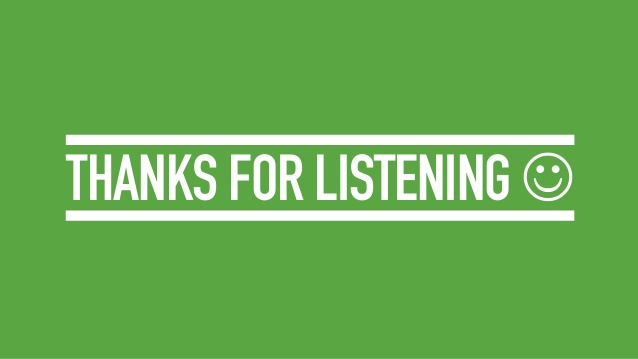 THANKS FOR LISTENING ☺